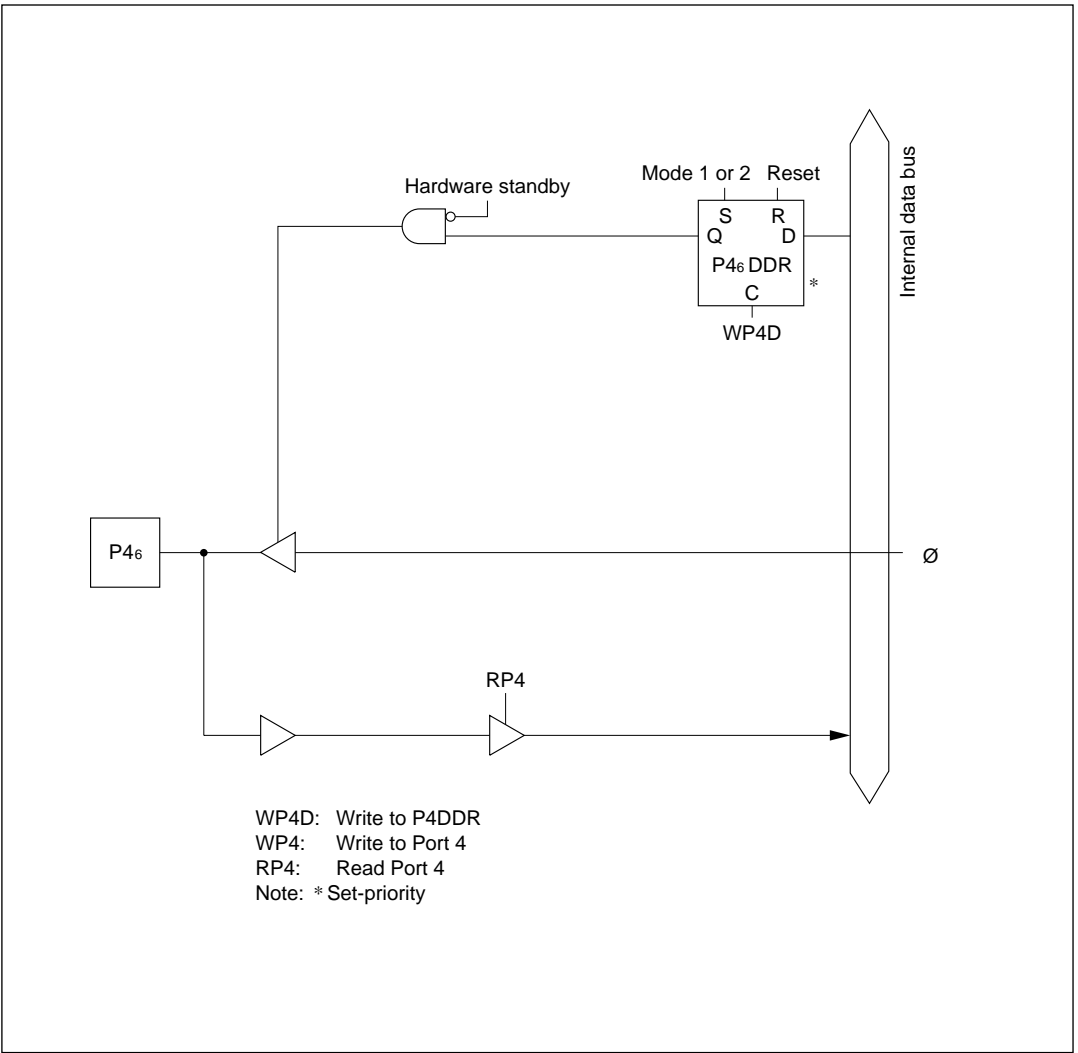 Mode 1 or 2 Reset
Hardware standby
S R
Q D
P46 DDR
*
C
WP4D
Internal data bus
P46
Ø
RP4
WP4D: Write to P4DDR
WP4: Write to Port 4
RP4: Read Port 4
Note: * Set-priority